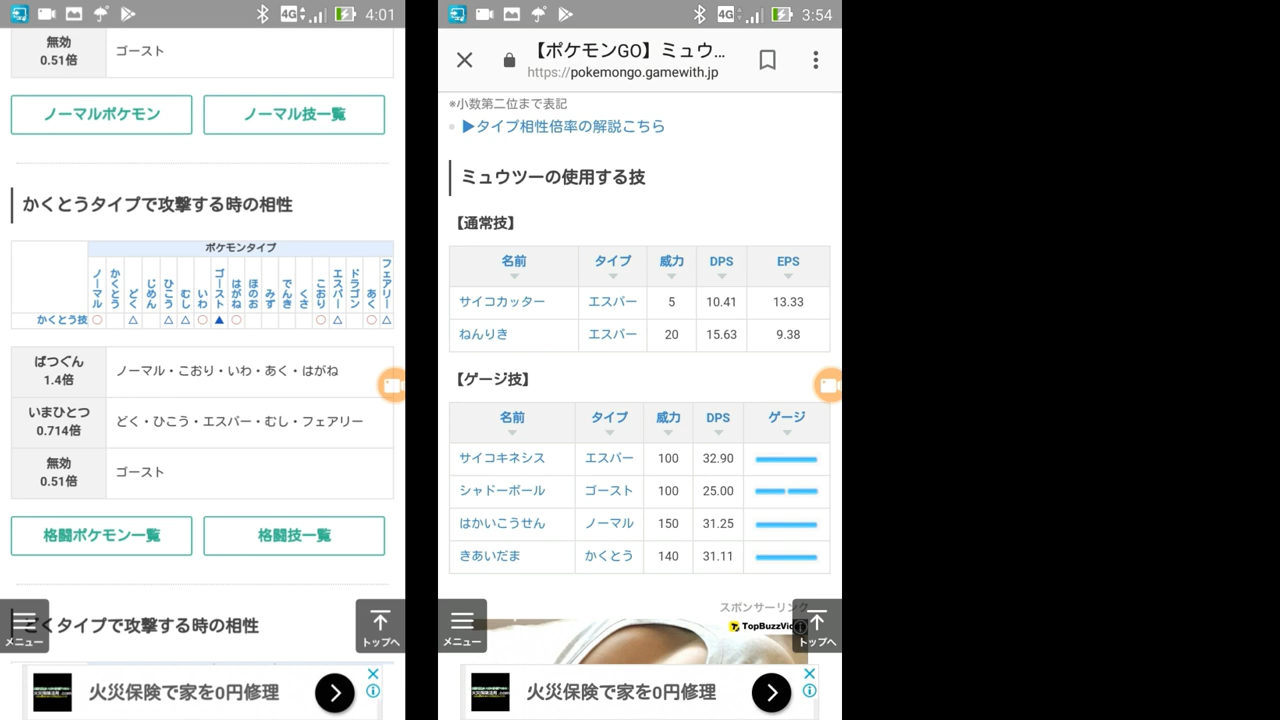 4G 4:01
無効
0.51倍
ゴースト
ノーマルポケモン
ノーマル技一覧
かくとうタイプで攻撃する時の相性
ポケモンタイプ
ノーマル
かくとう
どく
じめん
ひこう
むし
いわ
ゴースト
はがね
ほのお
みず
でんき
くさ
こおり
エスパー
ドラゴン
あく
フェアリー
かくとう技 ○ △ △ △ ○ ▲ ○ ○ △ ○ △
ばつぐん
1.4倍
ノーマル・こおり・いわ・あく・はがね
いまひとつ
0.714倍
どく・ひこう・エスパー・むし・フェアリー
無効
0.51倍
ゴースト
格闘ポケモン一覧
格闘技一覧
どくタイプで攻撃する時の相性
メニュー
トップへ
火災保険で家を0円修理
4G 3:54
【ポケモンGO】ミュウ...
https://pokemongo.gamewith.jp
※小数第二位まで表記
▶タイプ相性倍率の解説こちら
ミュウツーの使用する技
【通常技】
名前 タイプ 威力 DPS EPS
サイコカッター エスパー 5 10.41 13.33
ねんりき エスパー 20 15.63 9.38
【ゲージ技】
名前 タイプ 威力 DPS ゲージ
サイコキネシス エスパー 100 32.90
シャドーボール ゴースト 100 25.00
はかいこうせん ノーマル 150 31.25
きあいだま かくとう 140 31.11
スポンサーリンク
TopBuzzVide
メニュー
トップへ
火災保険で家を0円修理